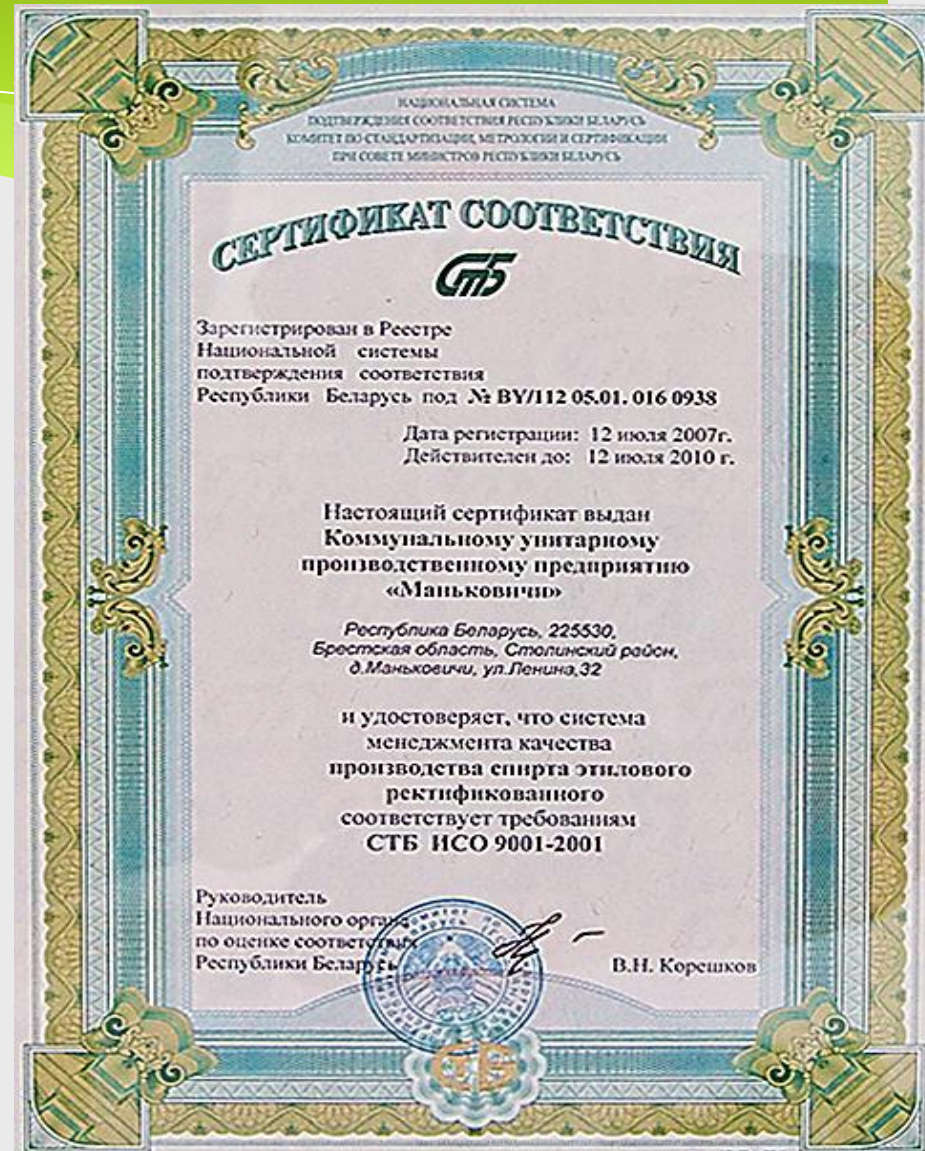 НАЦИОНАЛЬНАЯ СИСТЕМА
ПОДТВЕРЖДЕНИЯ СООТВЕТСТВИЯ РЕСПУБЛИКИ БЕЛАРУСЬ
КОМИТЕТ ПО СТАНДАРТИЗАЦИИ, МЕТРОЛОГИИ И СЕРТИФИКАЦИИ
ПРИ СОВЕТЕ МИНИСТРОВ РЕСПУБЛИКИ БЕЛАРУСЬ
СЕРТИФИКАТ СООТВЕТСТВИЯ
СТБ
Зарегистрирован в Реестре
Национальной системы
подтверждения соответствия
Республики Беларусь под № BY/112 05.01. 016 0938
Дата регистрации: 12 июля 2007г.
Действителен до: 12 июля 2010 г.
Настоящий сертификат выдан
Коммунальному унитарному
производственному предприятию
«Маньковичи»
Республика Беларусь, 225530,
Брестская область, Столинский район,
д.Маньковичи, ул.Ленина,32
и удостоверяет, что система
менеджмента качества
производства спирта этилового
ректификованного
соответствует требованиям
СТБ ИСО 9001-2001
Руководитель
Национального органа
по оценке соответствия
Республики Беларусь
В.Н. Корешков